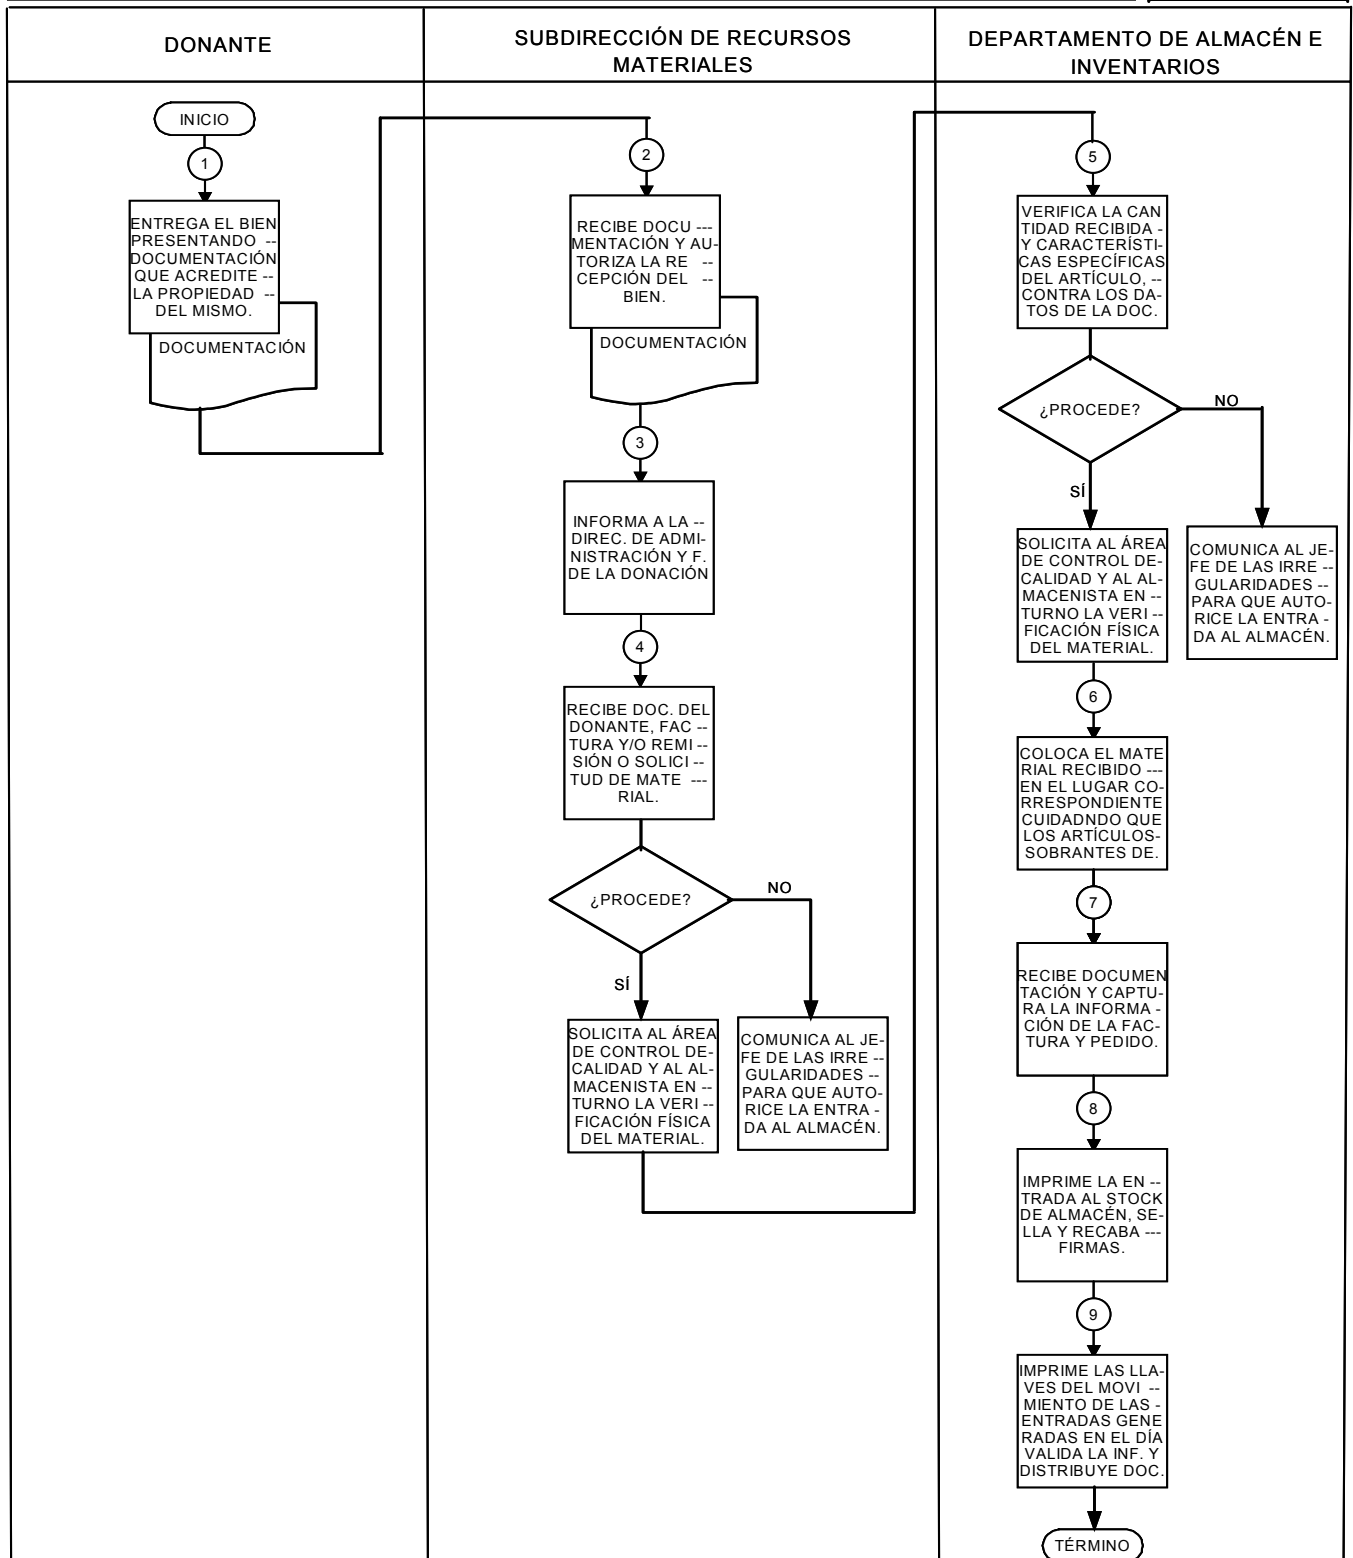 DONANTE
SUBDIRECCIÓN DE RECURSOS
MATERIALES
DEPARTAMENTO DE ALMACÉN E
INVENTARIOS
INICIO
1
ENTREGA EL BIEN
PRESENTANDO --
DOCUMENTACIÓN
QUE ACREDITE --
LA PROPIEDAD --
DEL MISMO.
DOCUMENTACIÓN
2
RECIBE DOCU ---
MENTACIÓN Y AU-
TORIZA LA RE --
CEPCIÓN DEL --
BIEN.
DOCUMENTACIÓN
3
INFORMA A LA --
DIREC. DE ADMI-
NISTRACIÓN Y F.
DE LA DONACIÓN
4
RECIBE DOC. DEL
DONANTE, FAC --
TURA Y/O REMI --
SIÓN O SOLICI --
TUD DE MATE ---
RIAL.
¿PROCEDE?
NO
SÍ
SOLICITA AL ÁREA
DE CONTROL DE-
CALIDAD Y AL AL-
MACENISTA EN --
TURNO LA VERI --
FICACIÓN FÍSICA
DEL MATERIAL.
COMUNICA AL JE-
FE DE LAS IRRE --
GULARIDADES --
PARA QUE AUTO-
RICE LA ENTRA -
DA AL ALMACÉN.
5
VERIFICA LA CAN
TIDAD RECIBIDA -
Y CARACTERÍSTI-
CAS ESPECÍFICAS
DEL ARTÍCULO, --
CONTRA LOS DA-
TOS DE LA DOC.
¿PROCEDE?
NO
SÍ
SOLICITA AL ÁREA
DE CONTROL DE-
CALIDAD Y AL AL-
MACENISTA EN --
TURNO LA VERI --
FICACIÓN FÍSICA
DEL MATERIAL.
COMUNICA AL JE-
FE DE LAS IRRE --
GULARIDADES --
PARA QUE AUTO-
RICE LA ENTRA -
DA AL ALMACÉN.
6
COLOCA EL MATE
RIAL RECIBIDO ---
EN EL LUGAR CO-
RRESPONDIENTE
CUIDADNDO QUE
LOS ARTÍCULOS-
SOBRANTES DE.
7
RECIBE DOCUMEN
TACIÓN Y CAPTU-
RA LA INFORMA -
CIÓN DE LA FAC-
TURA Y PEDIDO.
8
IMPRIME LA EN --
TRADA AL STOCK
DE ALMACÉN, SE-
LLA Y RECABA ---
FIRMAS.
9
IMPRIME LAS LLA-
VES DEL MOVI --
MIENTO DE LAS -
ENTRADAS GENE
RADAS EN EL DÍA
VALIDA LA INF. Y
DISTRIBUYE DOC.
TÉRMINO